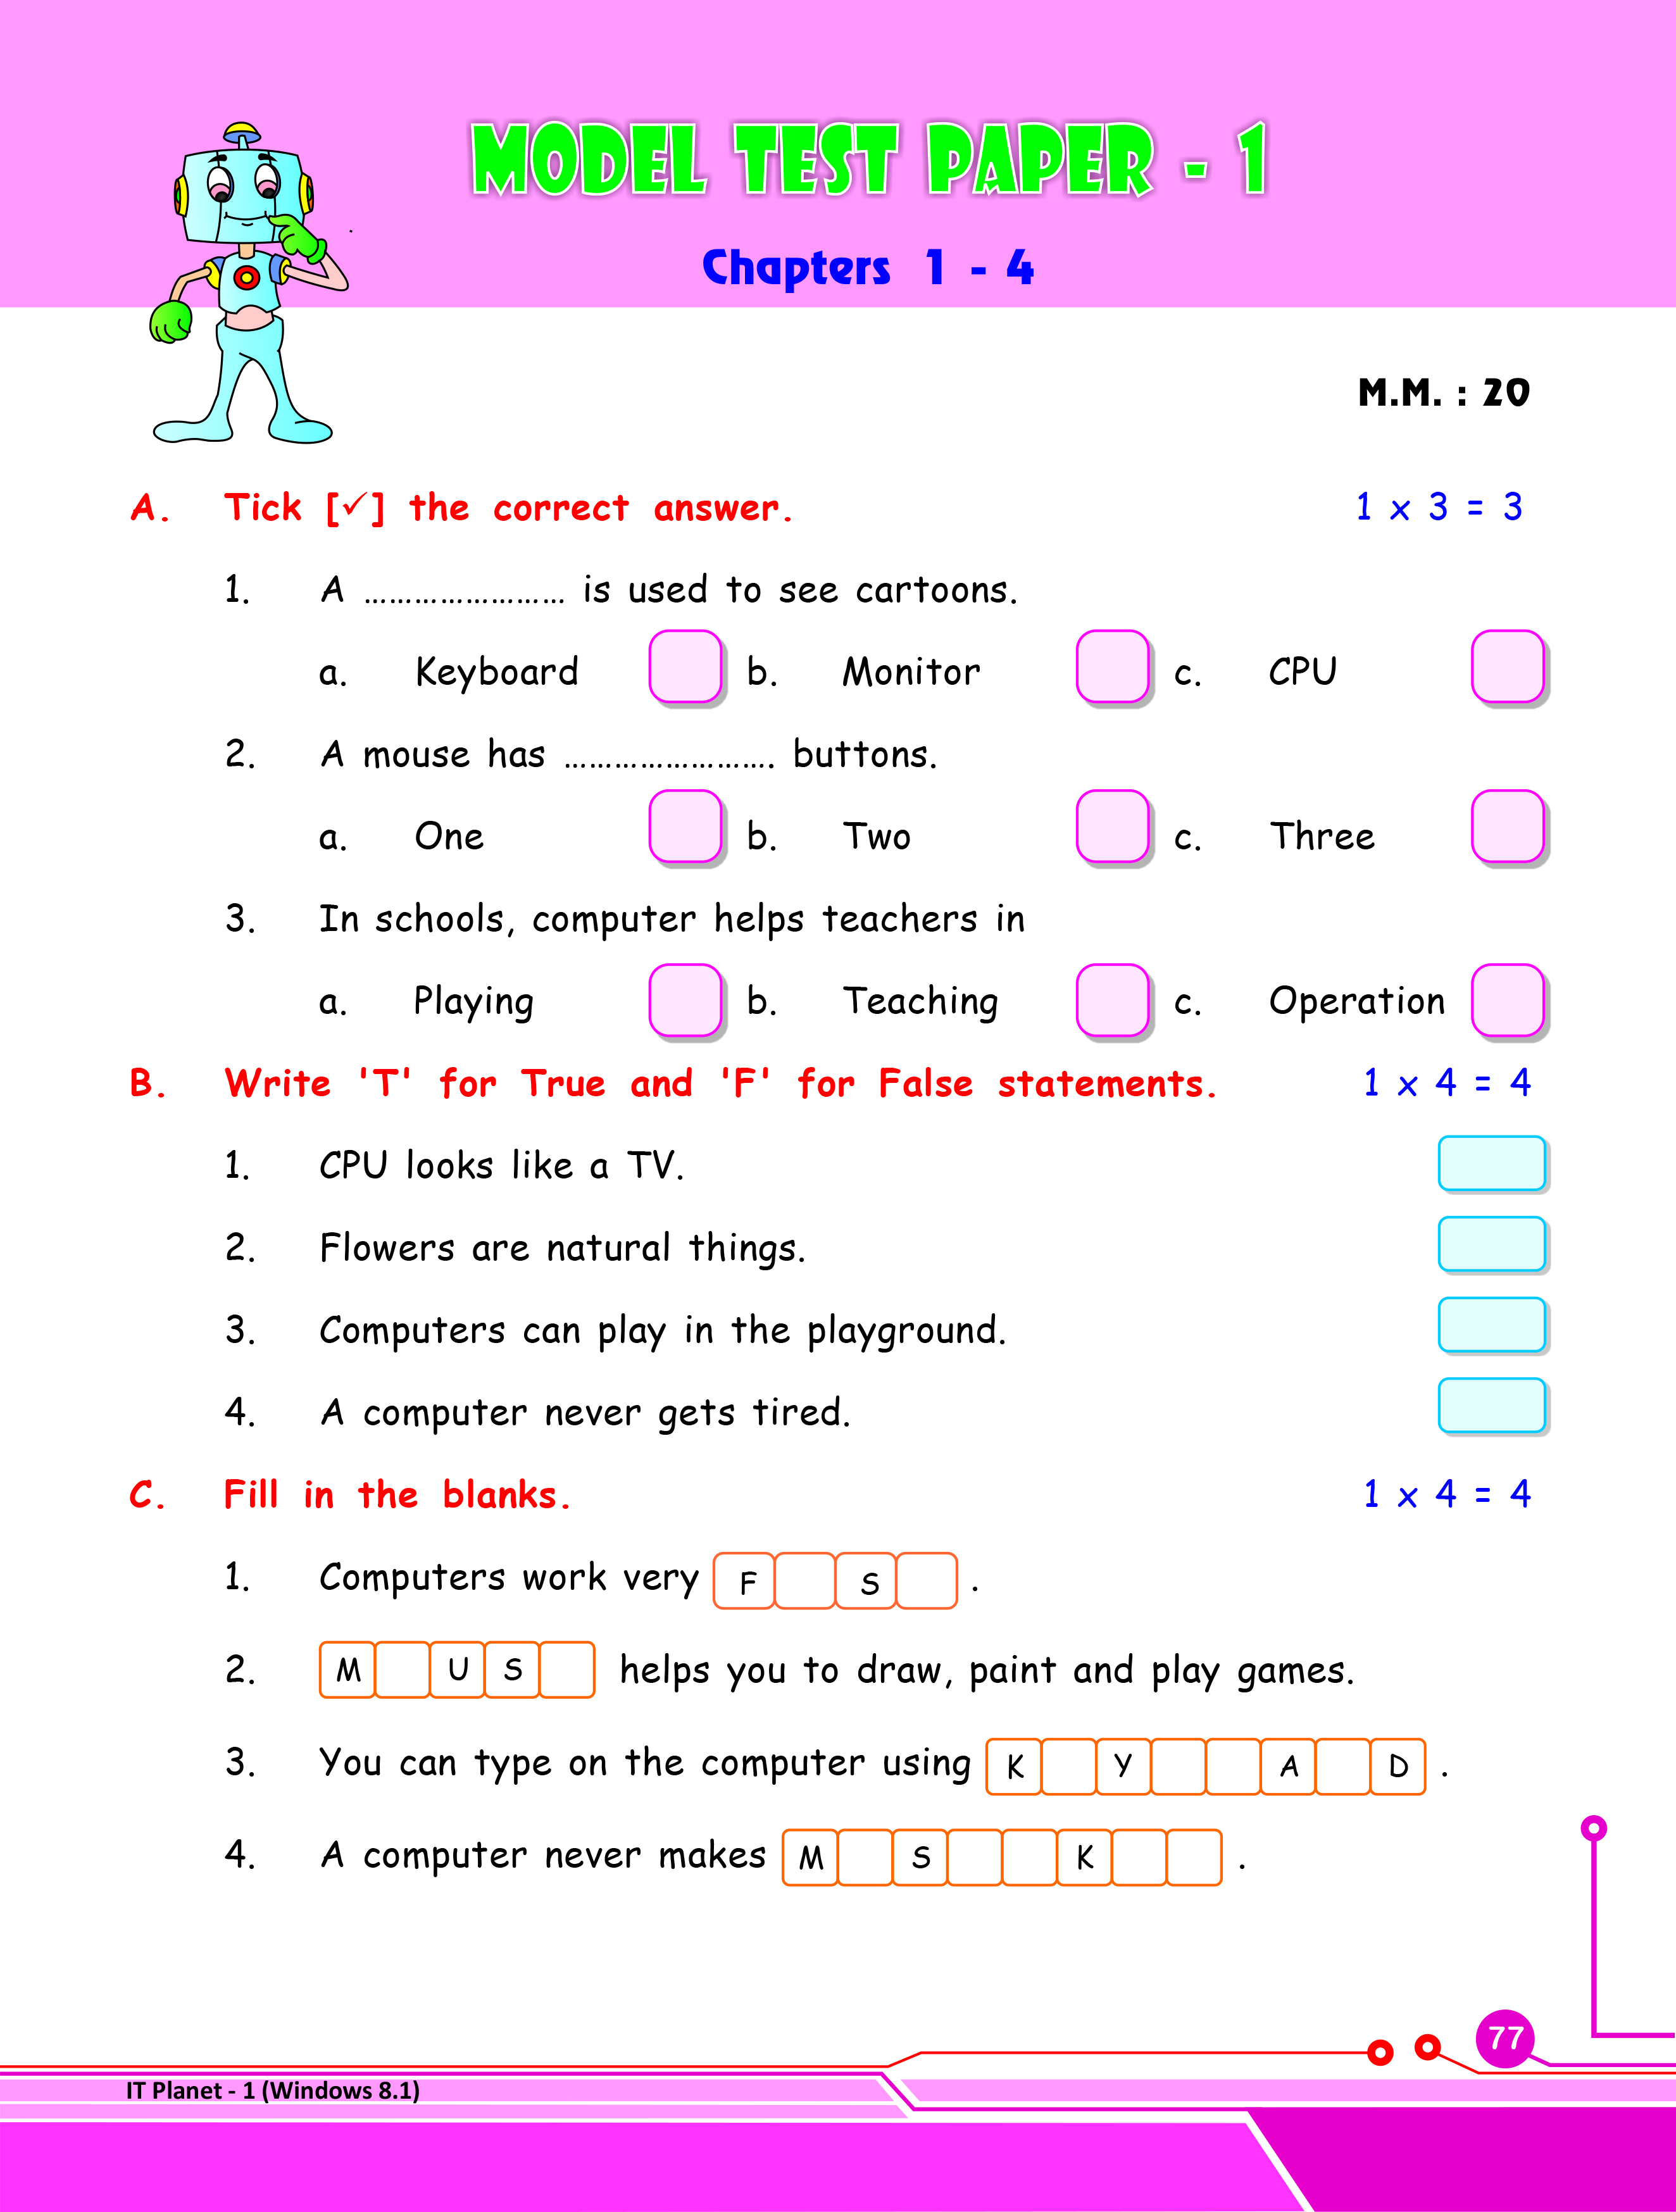 MODEL TEST PAPER - 1
Chapters 1 - 4
M.M. : 20
A. Tick [✓] the correct answer. 1 x 3 = 3
1. A ........................ is used to see cartoons.
a. Keyboard b. Monitor c. CPU
2. A mouse has ......................... buttons.
a. One b. Two c. Three
3. In schools, computer helps teachers in
a. Playing b. Teaching c. Operation
B. Write 'T' for True and 'F' for False statements. 1 x 4 = 4
1. CPU looks like a TV.
2. Flowers are natural things.
3. Computers can play in the playground.
4. A computer never gets tired.
C. Fill in the blanks. 1 x 4 = 4
1. Computers work very F S .
2. M U S helps you to draw, paint and play games.
3. You can type on the computer using K Y A D .
4. A computer never makes M S K .
77
IT Planet - 1 (Windows 8.1)